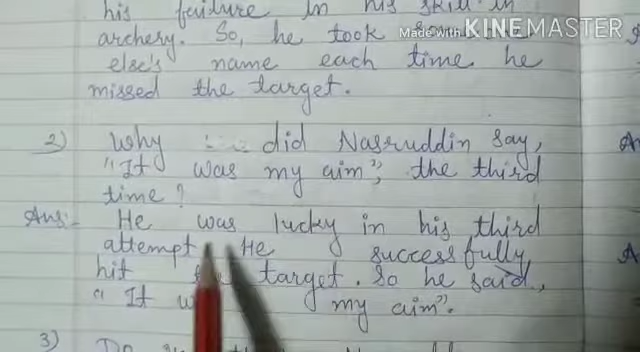 his failure in his skill in
archery. So, he took
else's name each time he
missed the target.
2) Why did Nasruddin say,
"It was my aim", the third
time?
Ans:- He was lucky in his third
attempt. He successfully
hit target. So he said,
"It my aim".
3)
Made with KINEMASTER